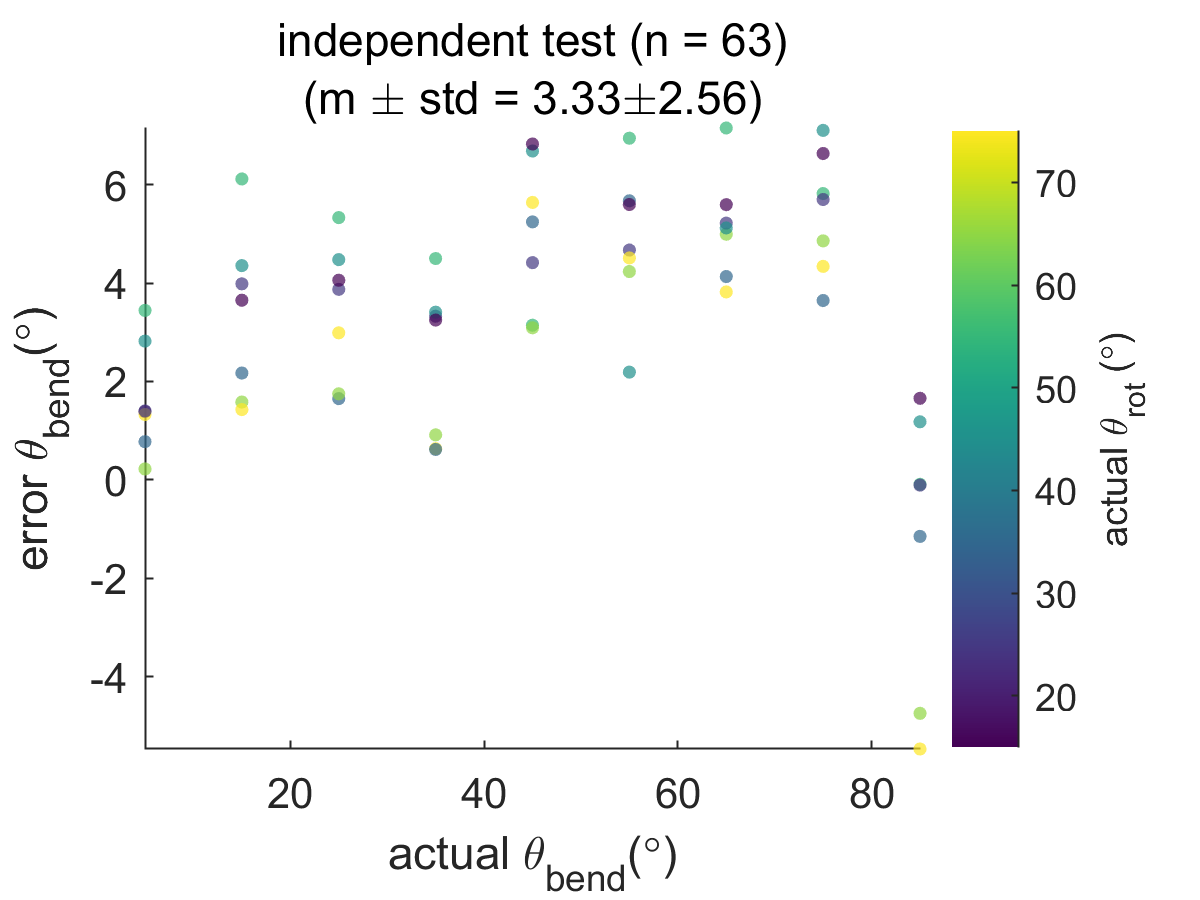 independent test (n = 63)
(m ± std = 3.33±2.56)
6
4
2
0
-2
-4
error θbend(°)
20 40 60 80
actual θbend(°)
70
60
50
40
30
20
actual θrot (°)